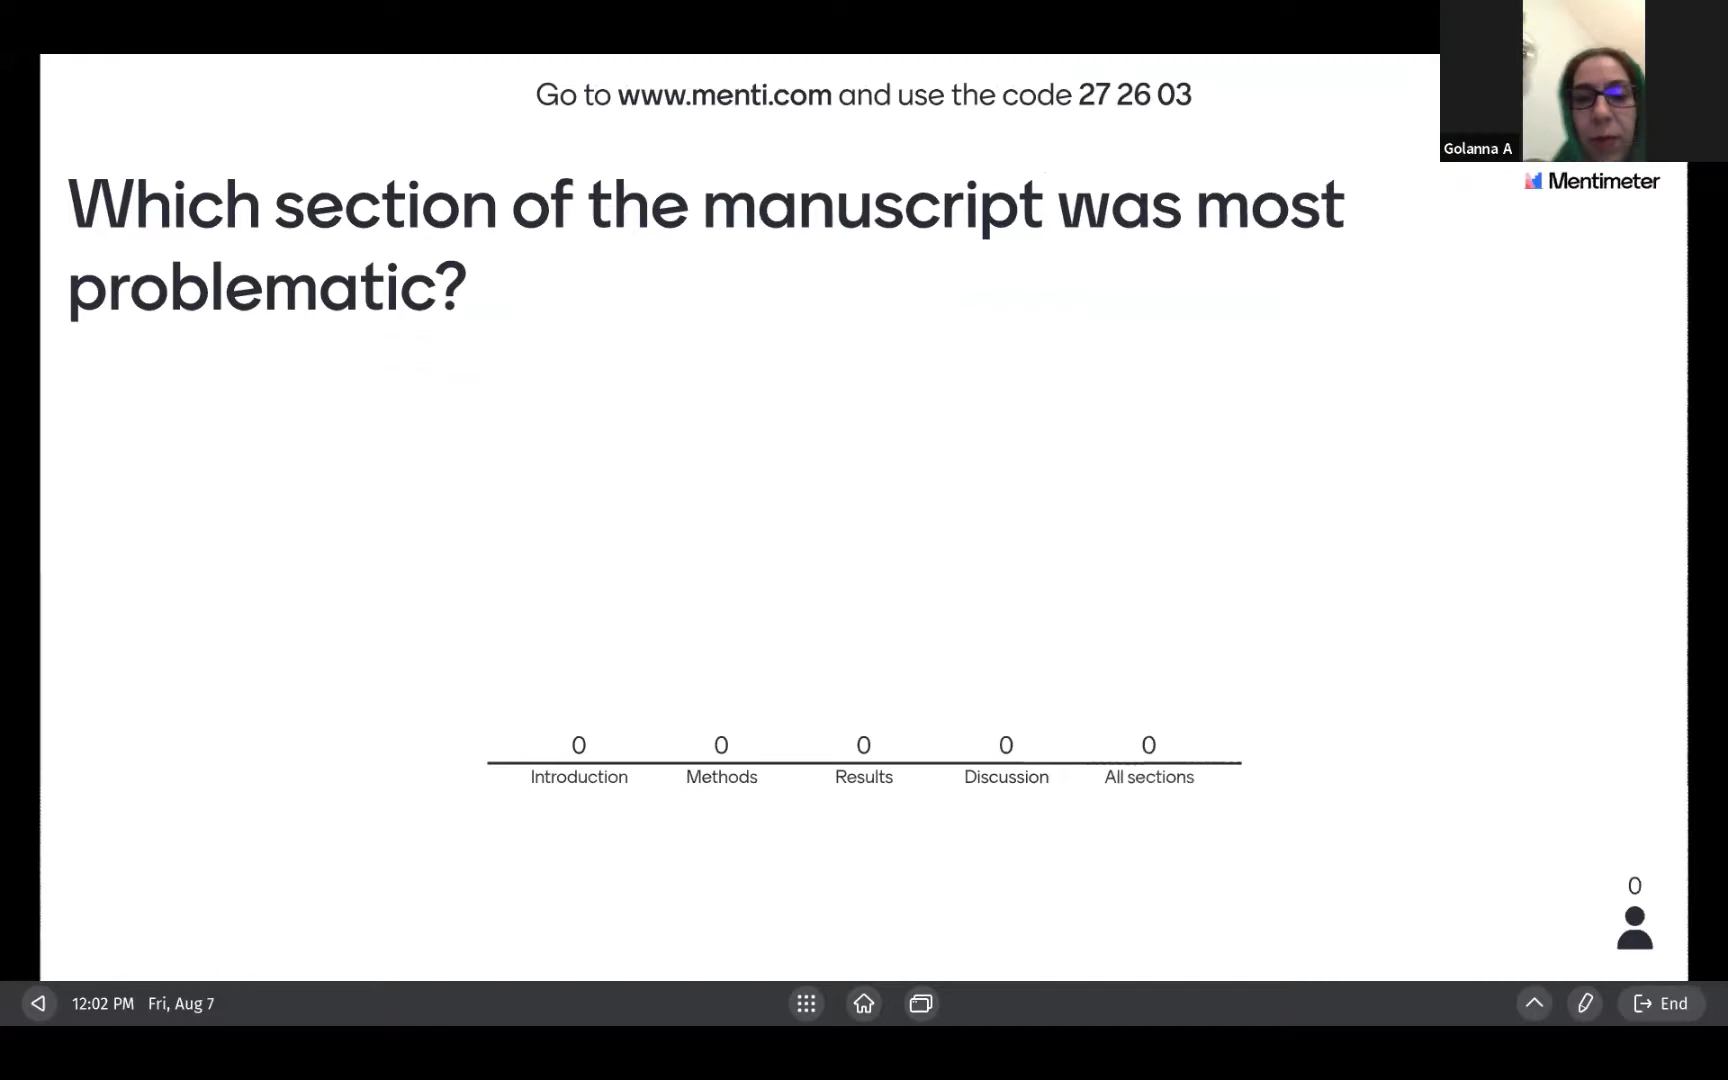 Go to www.menti.com and use the code 27 26 03
Golanna A
Mentimeter
Which section of the manuscript was most
problematic?
0 0 0 0 0
Introduction Methods Results Discussion All sections
0
12:02 PM Fri, Aug 7
End